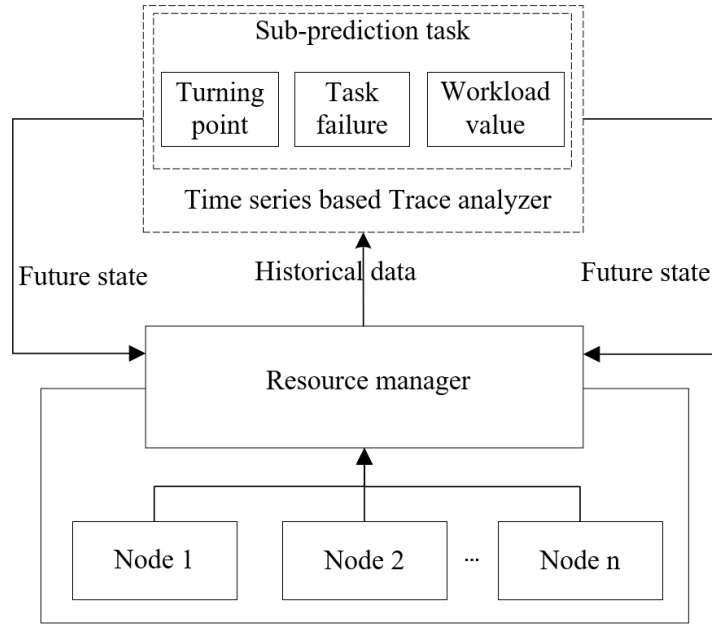 Sub-prediction task
Turning
point
Task
failure
Workload
value
Time series based Trace analyzer
Future state
Historical data
Future state
Resource manager
Node 1
Node 2
...
Node n